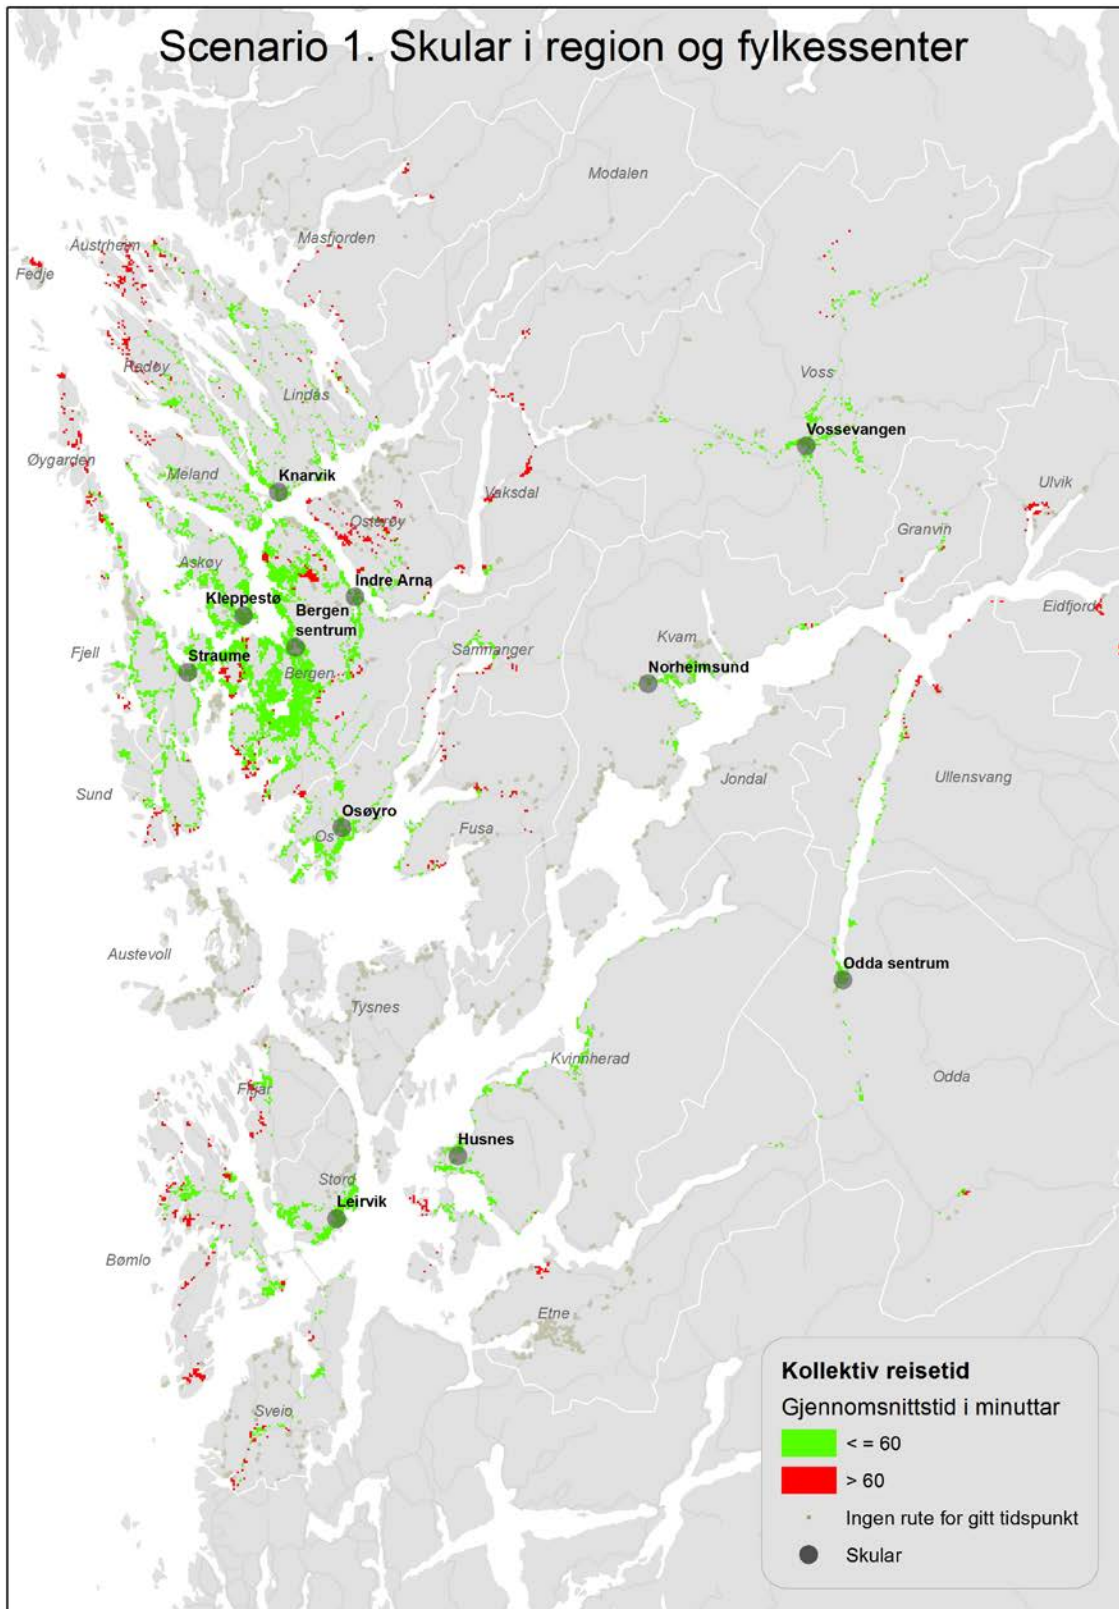 Scenario 1. Skular i region og fylkessenter
Modalen
Masfjorden
Austrheim
Fedje
Radøy
Lindås
Voss
Vossevangen
Øygarden
Meland
Knarvik
Vaksdal
Ulvik
Osterøy
Granvin
Askøy
Indre Arna
Kleppestø
Bergen
sentrum
Eidfjord
Kvam
Samnanger
Fjell
Straume
Bergen
Norheimsund
Jondal
Ullensvang
Sund
Osøyro
Os
Fusa
Austevoll
Odda sentrum
Tysnes
Kvinnherad
Odda
Fitjar
Husnes
Stord
Leirvik
Bømlo
Etne
Sveio
Kollektiv reisetid
Gjennomsnittstid i minuttar
< = 60
> 60
Ingen rute for gitt tidspunkt
Skular